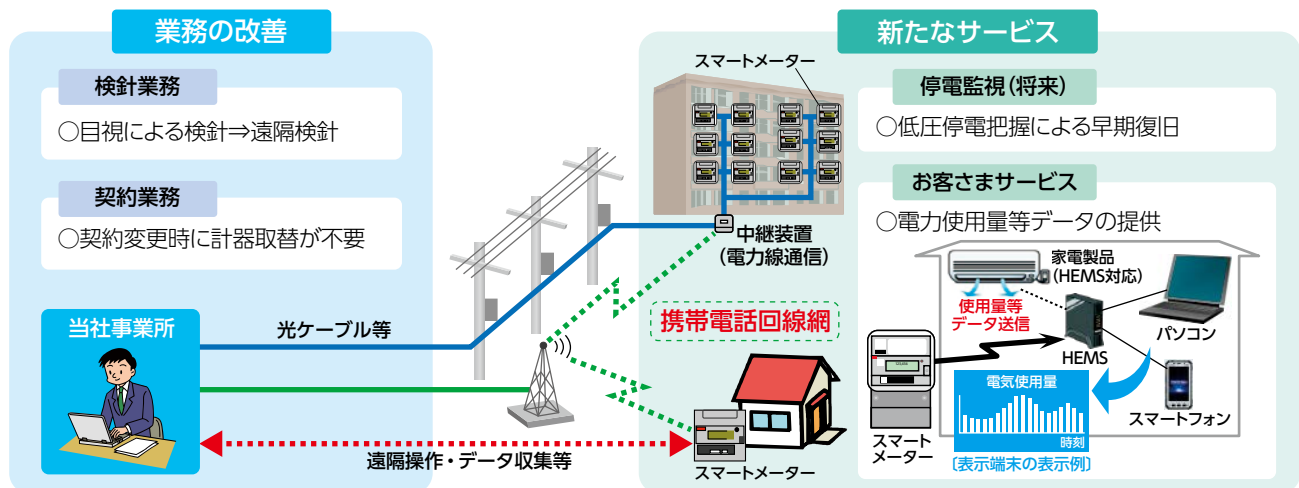 業務の改善
検針業務
○目視による検針⇒遠隔検針
契約業務
○契約変更時に計器取替が不要
当社事業所
光ケーブル等
遠隔操作・データ収集等
新たなサービス
スマートメーター
中継装置
（電力線通信）
携帯電話回線網
スマートメーター
停電監視（将来）
○低圧停電把握による早期復旧
お客さまサービス
○電力使用量等データの提供
家電製品
（HEMS対応）
使用量等
データ送信
HEMS
パソコン
スマートフォン
スマート
メーター
電気使用量
時刻
〔表示端末の表示例〕